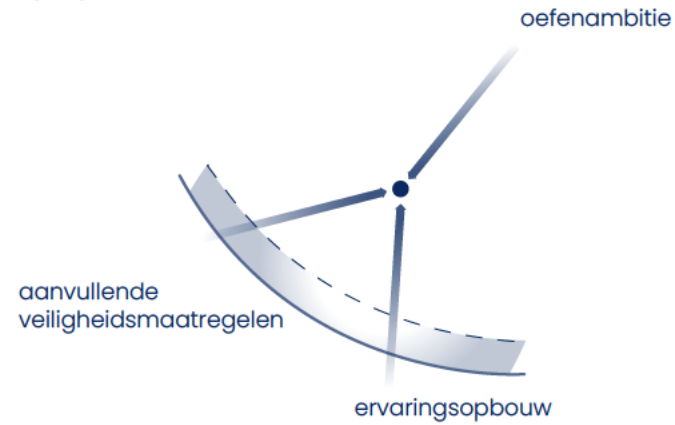 oefenambitie
aanvullende
veiligheidsmaatregelen
ervaringsopbouw